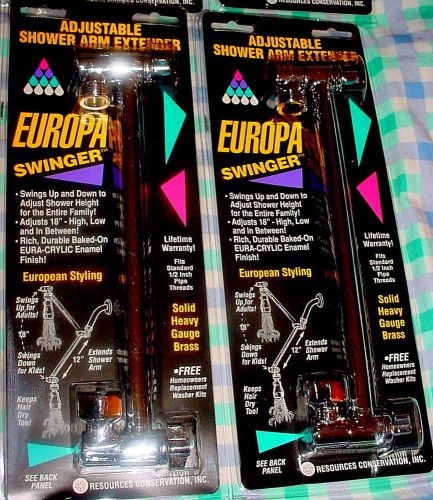 RESOURCES CONSERVATION, INC.
ADJUSTABLE
SHOWER ARM EXTENDER
EUROPA
SWINGER™
• Swings Up and Down to
Adjust Shower Height
for the Entire Family!
• Adjusts 18" - High, Low
and In Between!
• Rich, Durable Baked-On
EURA-CRYLIC Enamel
Finish!
European Styling
Swings
Up for
Adults!
18"
Swings
Down
for Kids!
12"
Extends
Shower
Arm
Keeps
Hair
Dry
Too!
Lifetime
Warranty!
Fits
Standard
1/2 Inch
Pipe
Threads
Solid
Heavy
Gauge
Brass
•FREE
Homeowners
Replacement
Washer Kits
SEE BACK
PANEL
RESOURCES CONSERVATION, INC.
ADJUSTABLE
SHOWER ARM EXTENDER
EUROPA
SWINGER™
• Swings Up and Down to
Adjust Shower Height
for the Entire Family!
• Adjusts 18" - High, Low
and In Between!
• Rich, Durable Baked-On
EURA-CRYLIC Enamel
Finish!
European Styling
Swings
Up for
Adults!
18"
Swings
Down
for Kids!
12"
Extends
Shower
Arm
Keeps
Hair
Dry
Too!
Lifetime
Warranty!
Fits
Standard
1/2 Inch
Pipe
Threads
Solid
Heavy
Gauge
Brass
•FREE
Homeowners
Replacement
Washer Kits
SEE BACK
PANEL
RESOURCES CONSERVATION, INC.